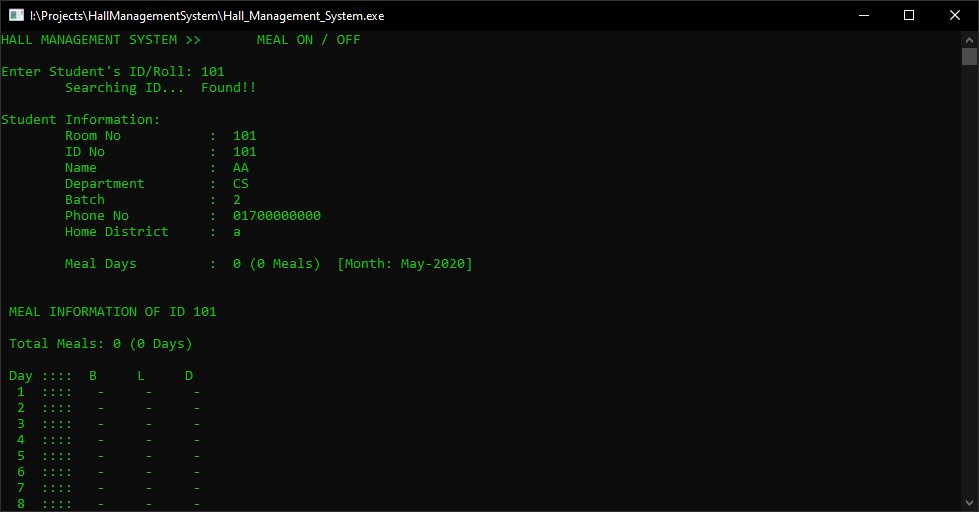 I:\Projects\HallManagementSystem\Hall_Management_System.exe
HALL MANAGEMENT SYSTEM >>       MEAL ON / OFF
Enter Student's ID/Roll: 101
        Searching ID...  Found!!
Student Information:
        Room No           :  101
        ID No             :  101
        Name              :  AA
        Department        :  CS
        Batch             :  2
        Phone No          :  01700000000
        Home District     :  a
        Meal Days         :  0 (0 Meals)  [Month: May-2020]
 MEAL INFORMATION OF ID 101
 Total Meals: 0 (0 Days)
 Day ::::  B     L     D
  1  ::::   -     -     -
  2  ::::   -     -     -
  3  ::::   -     -     -
  4  ::::   -     -     -
  5  ::::   -     -     -
  6  ::::   -     -     -
  7  ::::   -     -     -
  8  ::::   -     -     -